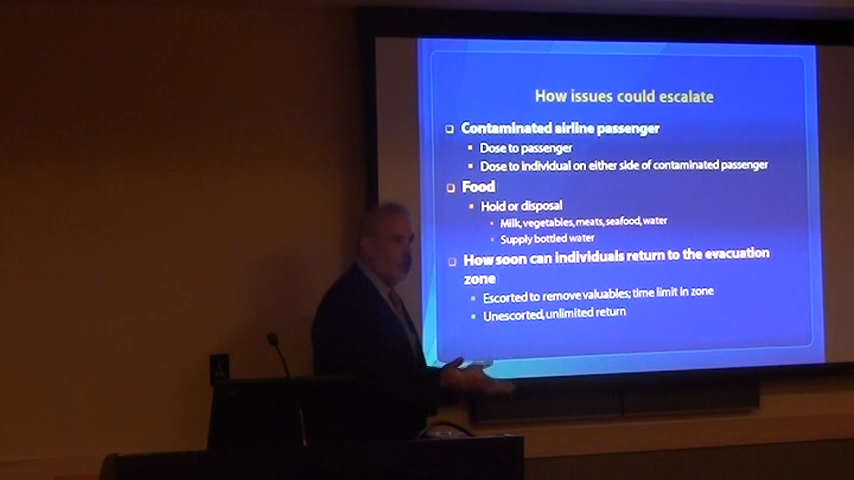 How issues could escalate
Contaminated airline passenger
Dose to passenger
Dose to individual on either side of contaminated passenger
Food
Hold or disposal
Milk, vegetables, meats, seafood, water
Supply bottled water
How soon can individuals return to the evacuation
zone
Escorted to remove valuables; time limit in zone
Unescorted, unlimited return